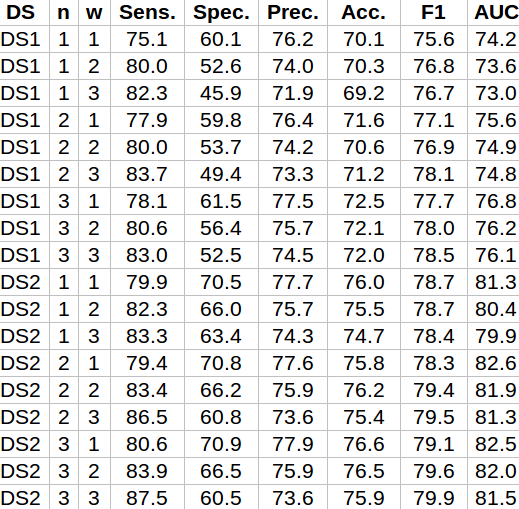 DS n w Sens. Spec. Prec. Acc. F1 AUC
DS1 1 1 75.1 60.1 76.2 70.1 75.6 74.2
DS1 1 2 80.0 52.6 74.0 70.3 76.8 73.6
DS1 1 3 82.3 45.9 71.9 69.2 76.7 73.0
DS1 2 1 77.9 59.8 76.4 71.6 77.1 75.6
DS1 2 2 80.0 53.7 74.2 70.6 76.9 74.9
DS1 2 3 83.7 49.4 73.3 71.2 78.1 74.8
DS1 3 1 78.1 61.5 77.5 72.5 77.7 76.8
DS1 3 2 80.6 56.4 75.7 72.1 78.0 76.2
DS1 3 3 83.0 52.5 74.5 72.0 78.5 76.1
DS2 1 1 79.9 70.5 77.7 76.0 78.7 81.3
DS2 1 2 82.3 66.0 75.7 75.5 78.7 80.4
DS2 1 3 83.3 63.4 74.3 74.7 78.4 79.9
DS2 2 1 79.4 70.8 77.6 75.8 78.3 82.6
DS2 2 2 83.4 66.2 75.9 76.2 79.4 81.9
DS2 2 3 86.5 60.8 73.6 75.4 79.5 81.3
DS2 3 1 80.6 70.9 77.9 76.6 79.1 82.5
DS2 3 2 83.9 66.5 75.9 76.5 79.6 82.0
DS2 3 3 87.5 60.5 73.6 75.9 79.9 81.5